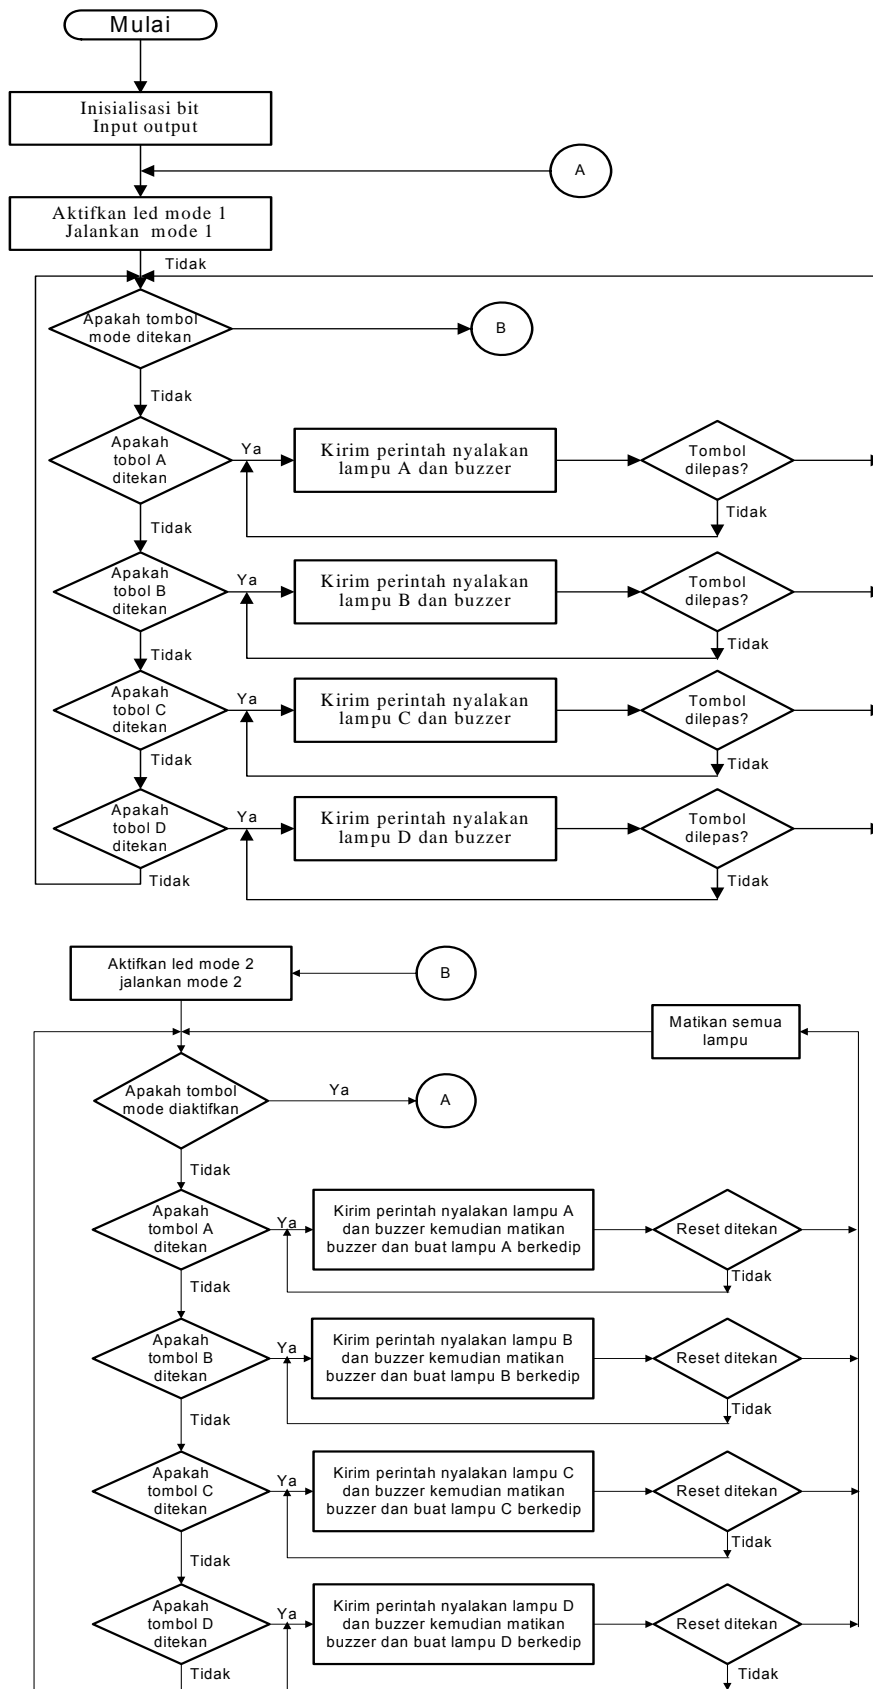 Mulai
Inisialisasi bit
Input output
A
Aktifkan led mode 1
Jalankan mode 1
Tidak
Apakah tombol
mode ditekan
B
Tidak
Apakah
tobol A
ditekan
Ya
Kirim perintah nyalakan
lampu A dan buzzer
Tombol
dilepas?
Tidak
Tidak
Apakah
tobol B
ditekan
Ya
Kirim perintah nyalakan
lampu B dan buzzer
Tombol
dilepas?
Tidak
Tidak
Apakah
tobol C
ditekan
Ya
Kirim perintah nyalakan
lampu C dan buzzer
Tombol
dilepas?
Tidak
Tidak
Apakah
tobol D
ditekan
Ya
Kirim perintah nyalakan
lampu D dan buzzer
Tombol
dilepas?
Tidak
Tidak
Aktifkan led mode 2
jalankan mode 2
B
Matikan semua
lampu
Apakah tombol
mode diaktifkan
Ya
A
Tidak
Apakah
tombol A
ditekan
Ya
Kirim perintah nyalakan lampu A
dan buzzer kemudian matikan
buzzer dan buat lampu A berkedip
Reset ditekan
Tidak
Tidak
Apakah
tombol B
ditekan
Ya
Kirim perintah nyalakan lampu B
dan buzzer kemudian matikan
buzzer dan buat lampu B berkedip
Reset ditekan
Tidak
Tidak
Apakah
tombol C
ditekan
Ya
Kirim perintah nyalakan lampu C
dan buzzer kemudian matikan
buzzer dan buat lampu C berkedip
Reset ditekan
Tidak
Tidak
Apakah
tombol D
ditekan
Ya
Kirim perintah nyalakan lampu D
dan buzzer kemudian matikan
buzzer dan buat lampu D berkedip
Reset ditekan
Tidak
Tidak